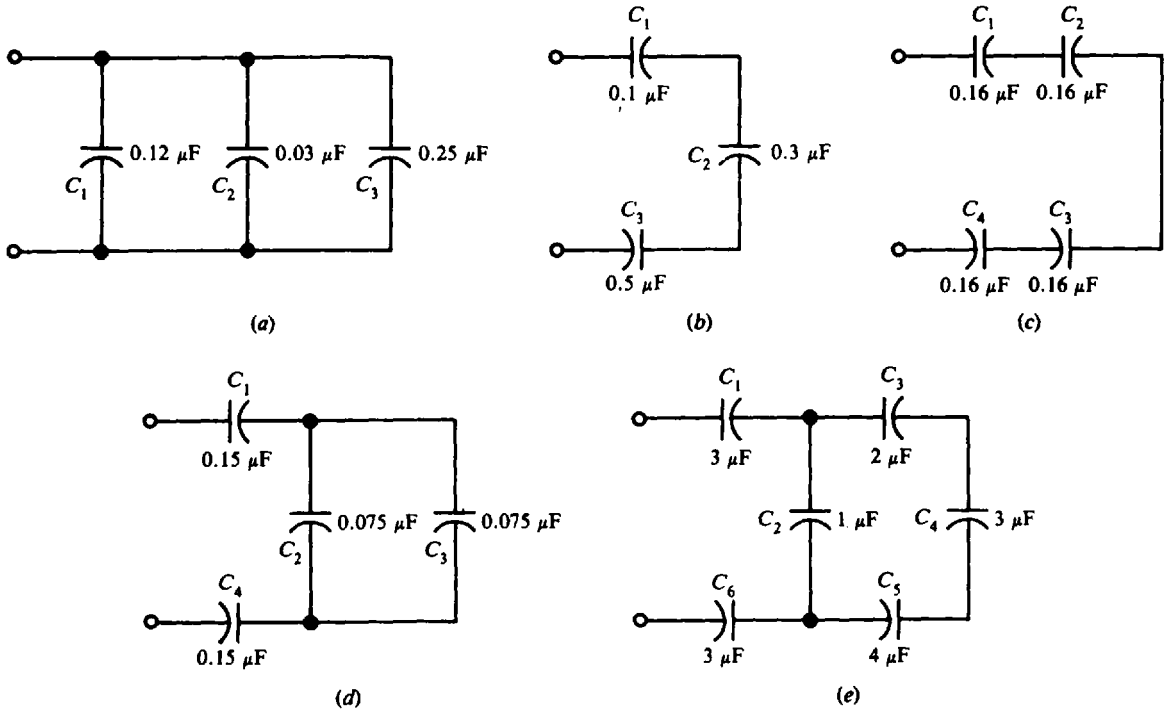 C1
0.1 μF
C2
0.3 μF
C3
0.5 μF
(b)
C1
C2
0.16 μF
0.16 μF
C4
C3
0.16 μF
0.16 μF
(c)
0.12 μF
0.03 μF
0.25 μF
C1
C2
C3
(a)
C1
0.15 μF
0.075 μF
0.075 μF
C2
C3
C4
0.15 μF
(d)
C1
C3
3 μF
2 μF
C2
1 μF
C4
3 μF
C6
C5
3 μF
4 μF
(e)